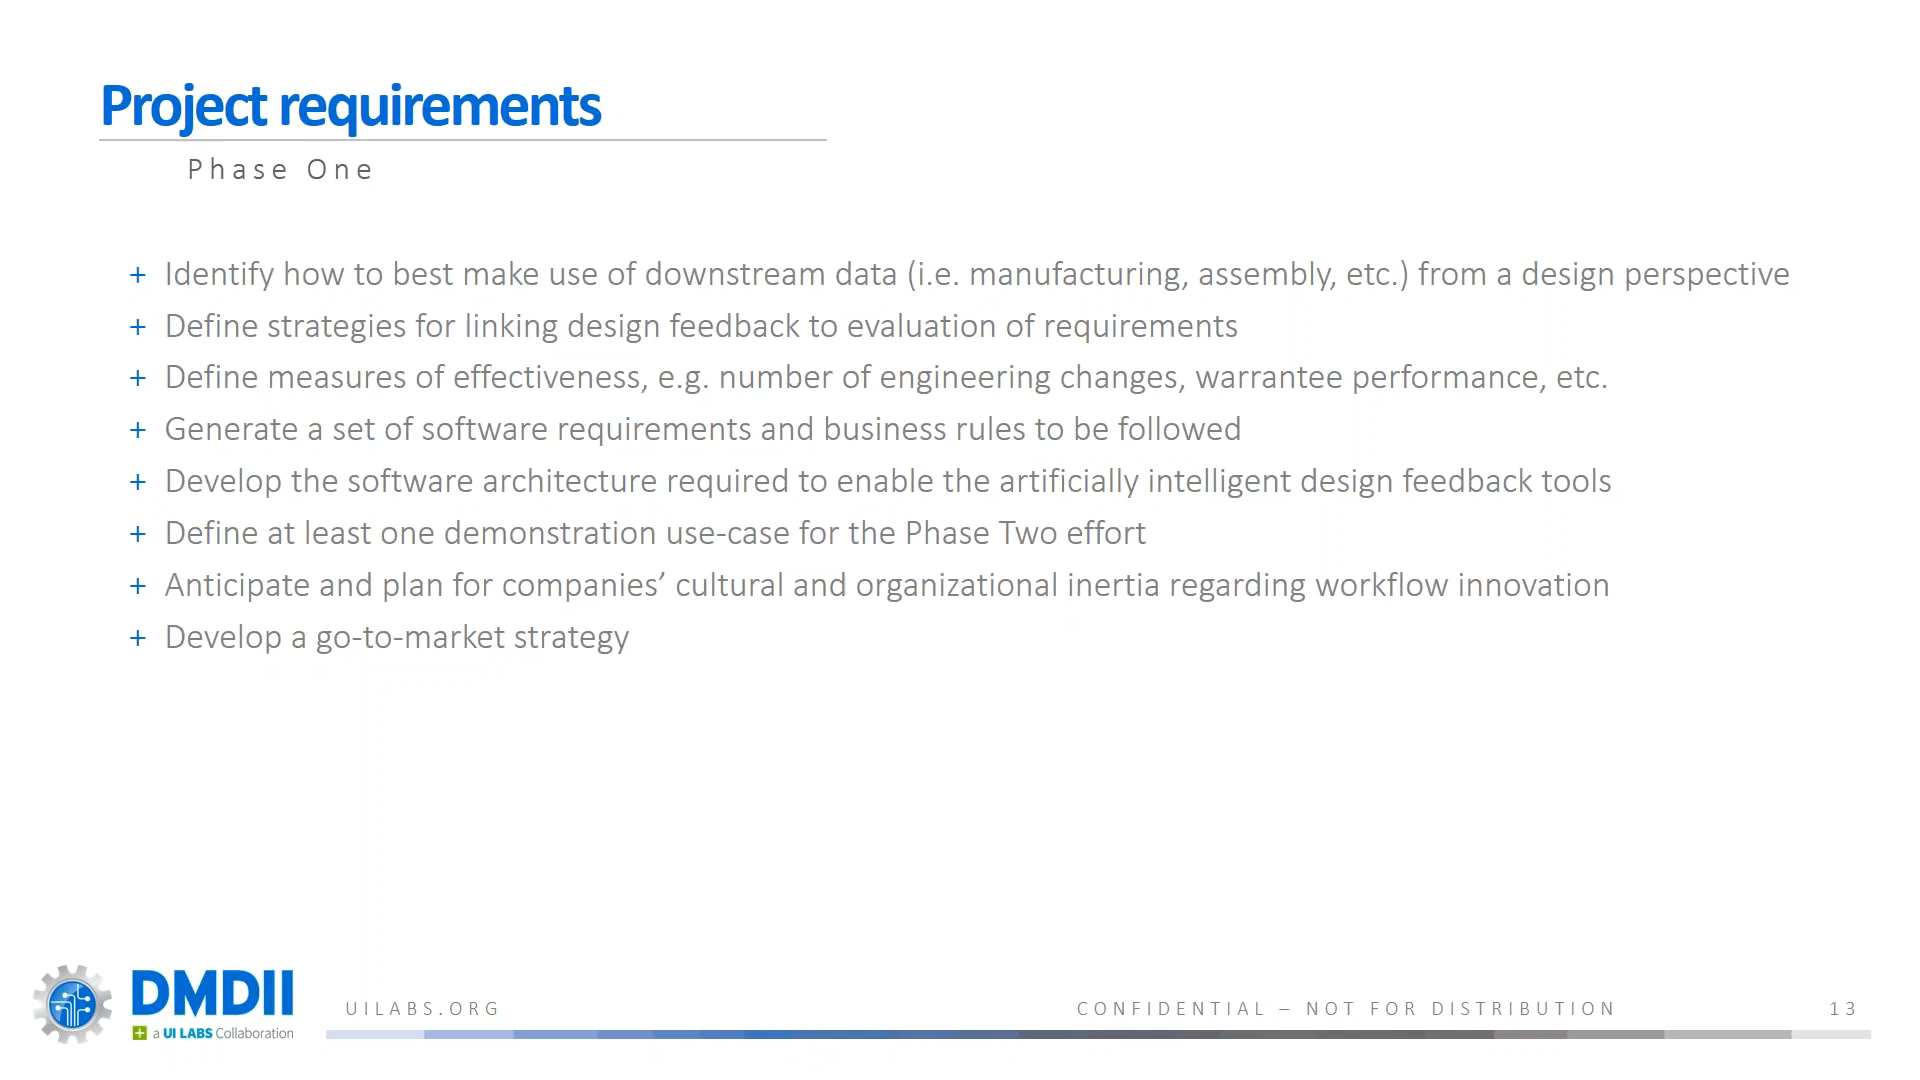 Project requirements
Phase One
+ Identify how to best make use of downstream data (i.e. manufacturing, assembly, etc.) from a design perspective
+ Define strategies for linking design feedback to evaluation of requirements
+ Define measures of effectiveness, e.g. number of engineering changes, warrantee performance, etc.
+ Generate a set of software requirements and business rules to be followed
+ Develop the software architecture required to enable the artificially intelligent design feedback tools
+ Define at least one demonstration use-case for the Phase Two effort
+ Anticipate and plan for companies’ cultural and organizational inertia regarding workflow innovation
+ Develop a go-to-market strategy
DMDII
+ a UI LABS Collaboration
UILABS.ORG
CONFIDENTIAL – NOT FOR DISTRIBUTION
13